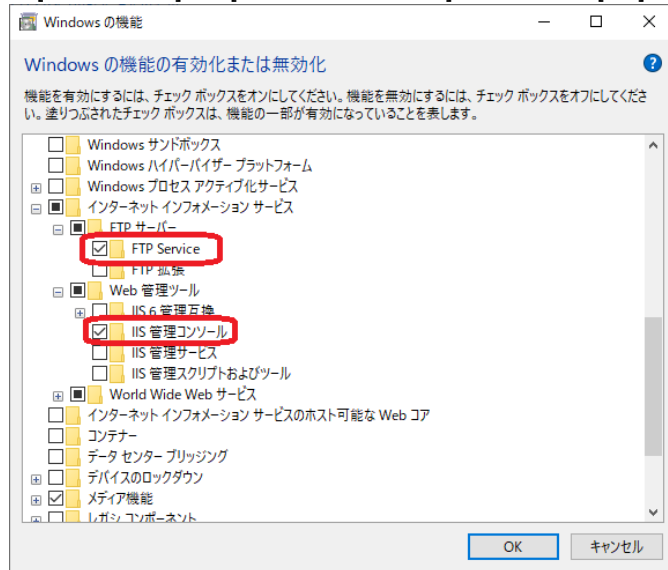 Windows の機能
Windows の機能の有効化または無効化
機能を有効にするには、チェック ボックスをオンにしてください。機能を無効にするには、チェック ボックスをオフにしてくださ
い。塗りつぶされたチェック ボックスは、機能の一部が有効になっていることを表します。
Windows サンドボックス
Windows ハイパーバイザー プラットフォーム
Windows プロセス アクティブ化サービス
インターネット インフォメーション サービス
FTP サーバー
FTP Service
FTP 拡張
Web 管理ツール
IIS 6 管理互換
IIS 管理コンソール
IIS 管理サービス
IIS 管理スクリプトおよびツール
World Wide Web サービス
インターネット インフォメーション サービスのホスト可能な Web コア
コンテナー
データ センター ブリッジング
デバイスのロックダウン
メディア機能
レガシ コンポーネント
OK
キャンセル